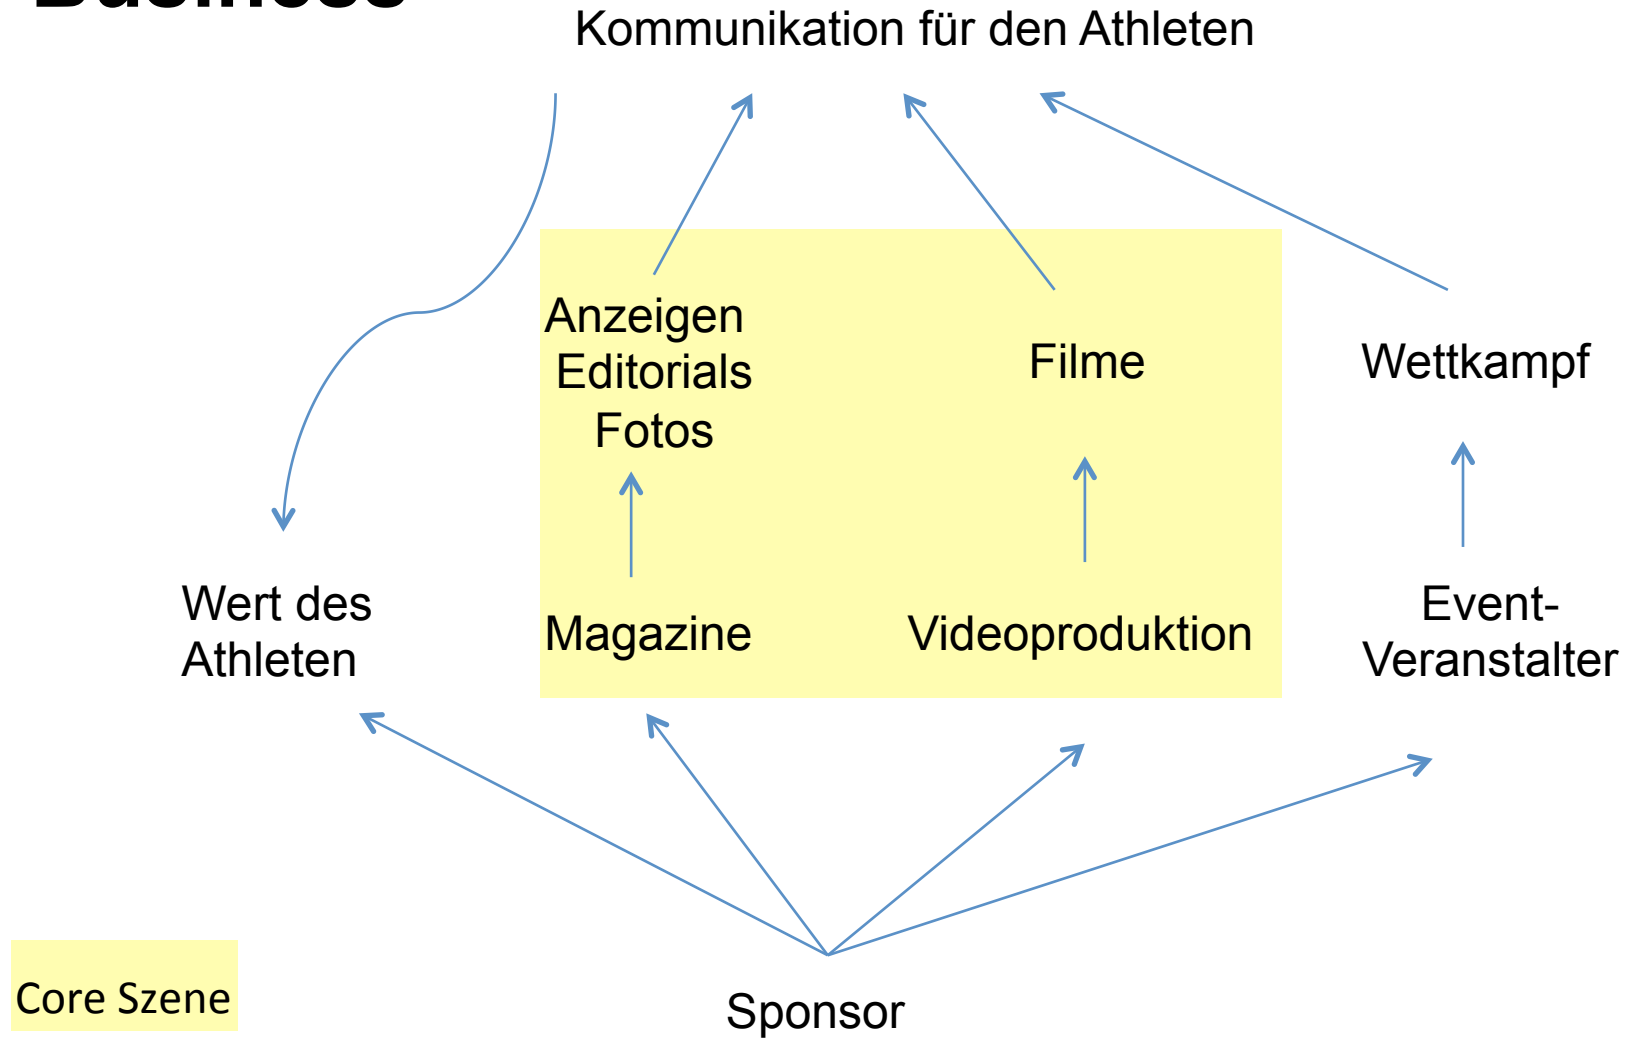 Business
Kommunikation für den Athleten
Anzeigen
Editorials
Fotos
Filme
Wettkampf
Wert des
Athleten
Magazine
Videoproduktion
Event-
Veranstalter
Core Szene
Sponsor